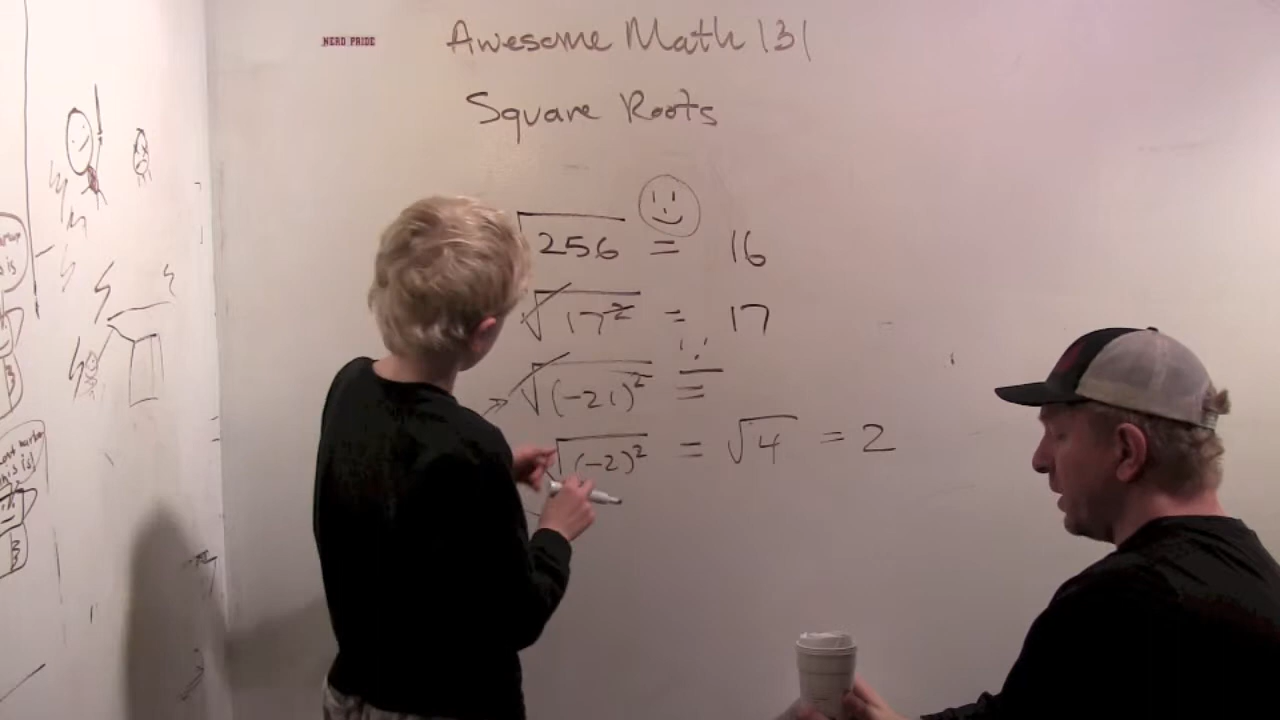 NERD PRIDE
Awesome Math 131
Square Roots
√256 = 16
√17² = 17
√(-21)² =
√(-2)² = √4 = 2